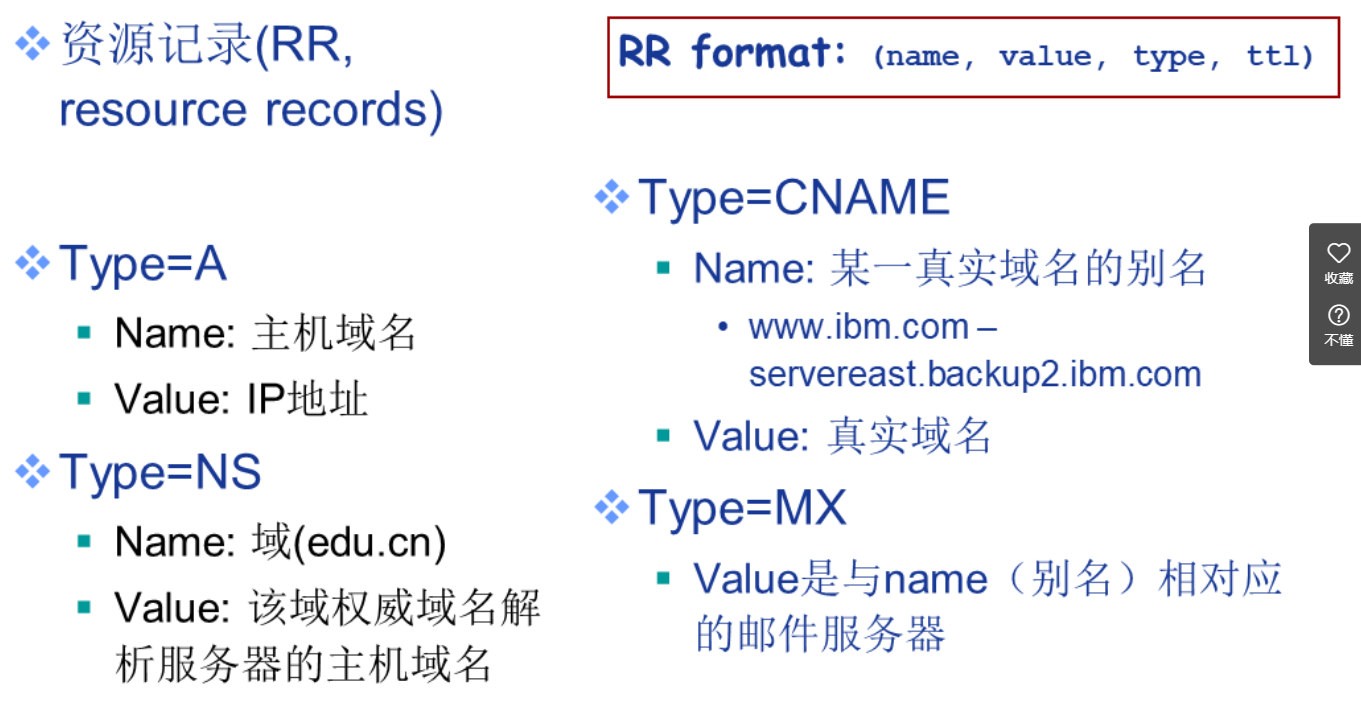 资源记录(RR,
resource records)
RR format: (name, value, type, ttl)
Type=A
Name: 主机域名
Value: IP地址
Type=NS
Name: 域(edu.cn)
Value: 该域权威域名解
析服务器的主机域名
Type=CNAME
Name: 某一真实域名的别名
www.ibm.com –
servereast.backup2.ibm.com
Value: 真实域名
Type=MX
Value是与name（别名）相对应
的邮件服务器
收藏
不懂